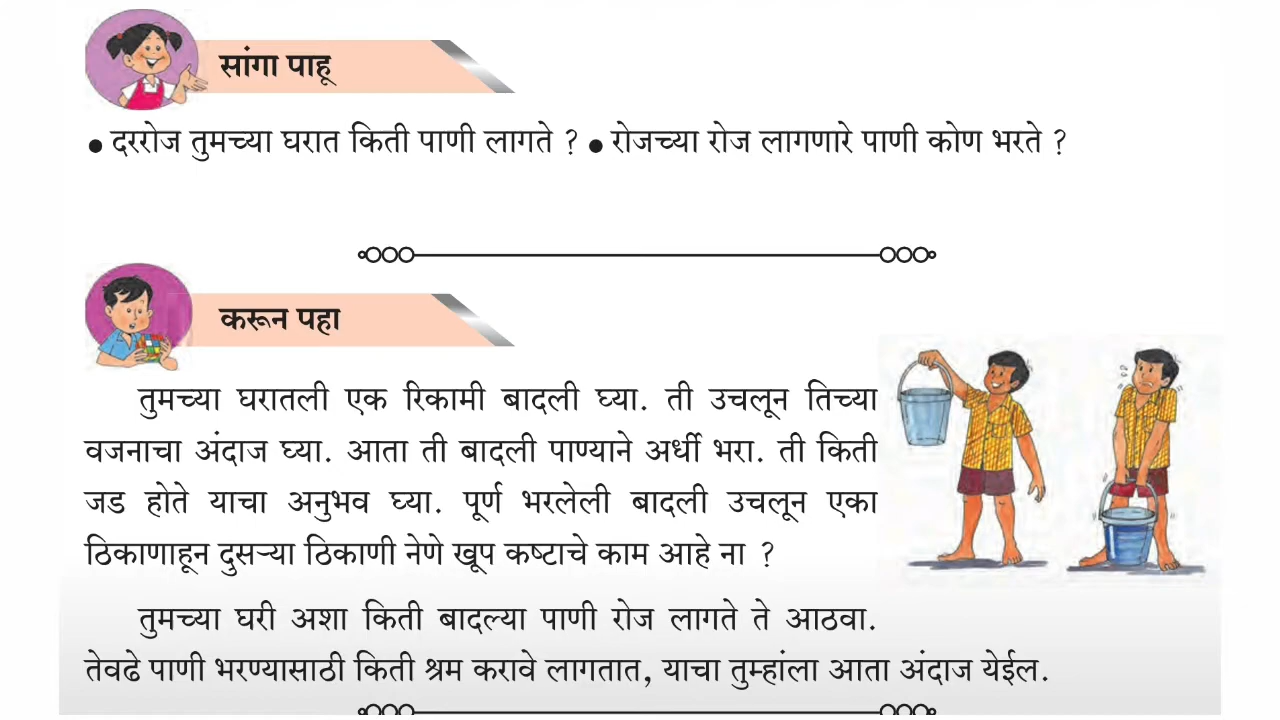 सांगा पाहू
● दररोज तुमच्या घरात किती पाणी लागते ? ● रोजच्या रोज लागणारे पाणी कोण भरते ?
करून पहा
तुमच्या घरातली एक रिकामी बादली घ्या. ती उचलून तिच्या
वजनाचा अंदाज घ्या. आता ती बादली पाण्याने अर्धी भरा. ती किती
जड होते याचा अनुभव घ्या. पूर्ण भरलेली बादली उचलून एका
ठिकाणाहून दुसऱ्या ठिकाणी नेणे खूप कष्टाचे काम आहे ना ?
तुमच्या घरी अशा किती बादल्या पाणी रोज लागते ते आठवा.
तेवढे पाणी भरण्यासाठी किती श्रम करावे लागतात, याचा तुम्हांला आता अंदाज येईल.